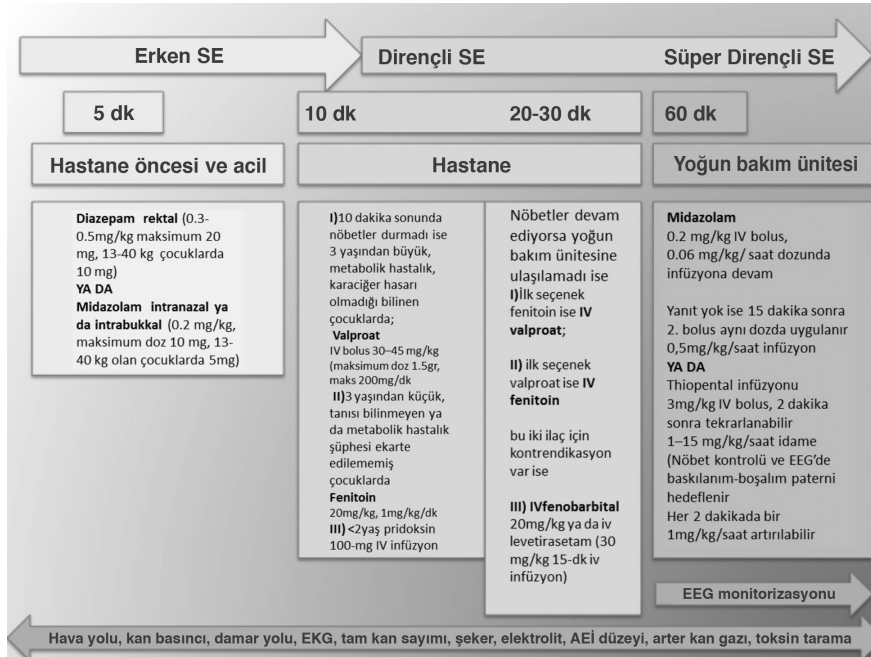 Erken SE
Dirençli SE
Süper Dirençli SE
5 dk
10 dk
20-30 dk
60 dk
Hastane öncesi ve acil
Hastane
Yoğun bakım ünitesi
Diazepam rektal (0.3-
0.5mg/kg maksimum 20
mg, 13-40 kg çocuklarda
10 mg)
YA DA
Midazolam intranazal ya
da intrabukkal (0.2 mg/kg,
maksimum doz 10 mg, 13-
40 kg olan çocuklarda 5mg)
I)10 dakika sonunda
nöbetler durmadı ise
3 yaşından büyük,
metabolik hastalık,
karaciğer hasarı
olmadığı bilinen
çocuklarda;
Valproat
IV bolus 30–45 mg/kg
(maksimum doz 1.5gr,
maks 200mg/dk
II)3 yaşından küçük,
tanısı bilinmeyen ya
da metabolik hastalık
şüphesi ekarte
edilememiş
çocuklarda
Fenitoin
20mg/kg, 1mg/kg/dk
III)<2yaş pridoksin
100-mg IV infüzyon
Nöbetler devam
ediyorsa yoğun
bakım ünitesine
ulaşılamadı ise
I)İlk seçenek
fenitoin ise IV
valproat;
II) ilk seçenek
valproat ise IV
fenitoin
bu iki ilaç için
kontrendikasyon
var ise
III) IVfenobarbital
20mg/kg ya da iv
levetirasetam (30
mg/kg 15-dk iv
infüzyon)
Midazolam
0.2 mg/kg IV bolus,
0.06 mg/kg/ saat dozunda
infüzyona devam
Yanıt yok ise 15 dakika sonra
2. bolus aynı dozda uygulanır
0,5mg/kg/saat infüzyon
YA DA
Thiopental infüzyonu
3mg/kg IV bolus, 2 dakika
sonra tekrarlanabilir
1–15 mg/kg/saat idame
(Nöbet kontrolü ve EEG'de
baskılanım-boşalım paterni
hedeflenir
Her 2 dakikada bir
1mg/kg/saat artırılabilir
EEG monitorizasyonu
Hava yolu, kan basıncı, damar yolu, EKG, tam kan sayımı, şeker, elektrolit, AEİ düzeyi, arter kan gazı, toksin tarama